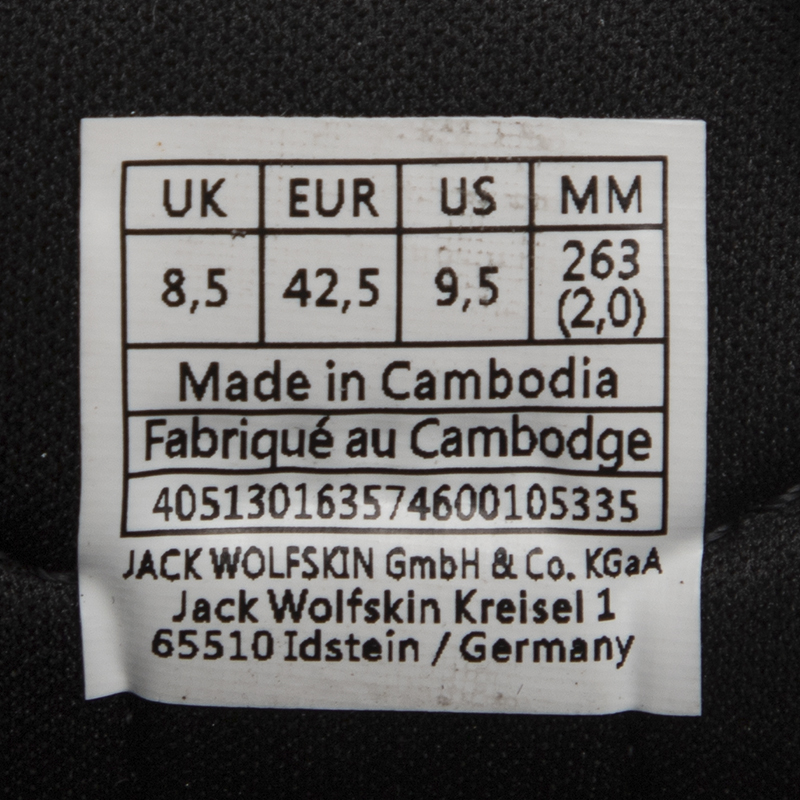 UK EUR US MM
8,5 42,5 9,5 263
(2,0)
Made in Cambodia
Fabriqué au Cambodge
405130163574600105335
JACK WOLFSKIN GmbH & Co. KGaA
Jack Wolfskin Kreisel 1
65510 Idstein / Germany